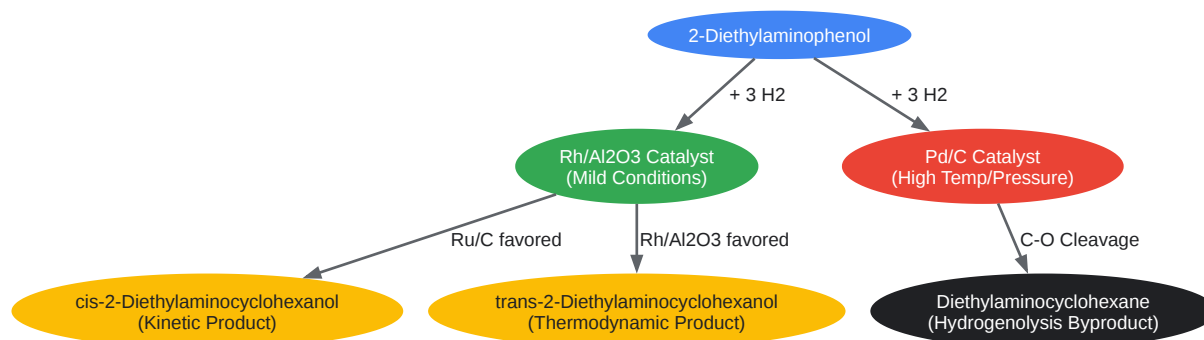 2-Diethylaminophenol
+ 3 H2
+ 3 H2
Rh/Al2O3 Catalyst
(Mild Conditions)
Pd/C Catalyst
(High Temp/Pressure)
Ru/C favored
Rh/Al2O3 favored
C-O Cleavage
cis-2-Diethylaminocyclohexanol
(Kinetic Product)
trans-2-Diethylaminocyclohexanol
(Thermodynamic Product)
Diethylaminocyclohexane
(Hydrogenolysis Byproduct)